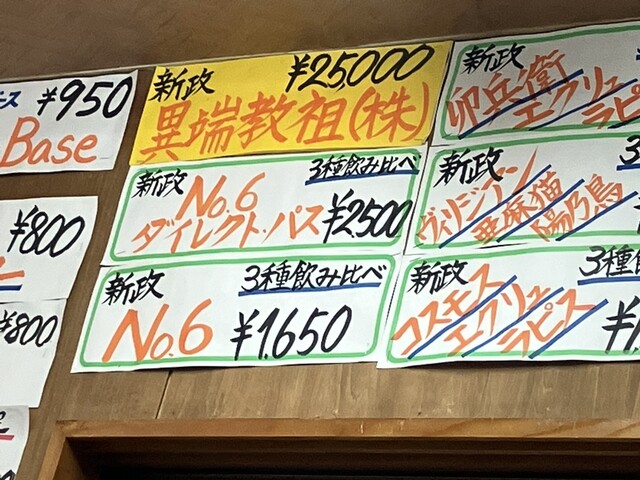 ¥950
Base
¥800
¥800
新政 ¥25,000
異端教祖(株)
新政 3種飲み比べ
No.6
ダイレクト・パス ¥2,500
新政 3種飲み比べ
No.6 ¥1,650
新政
卯兵衛
エクリュ
ラピ
新政 3
ヴィリジアン
亜麻猫
陽乃鳥
新政 3種飲
コスモス
エクリュ
ラピス
¥1,